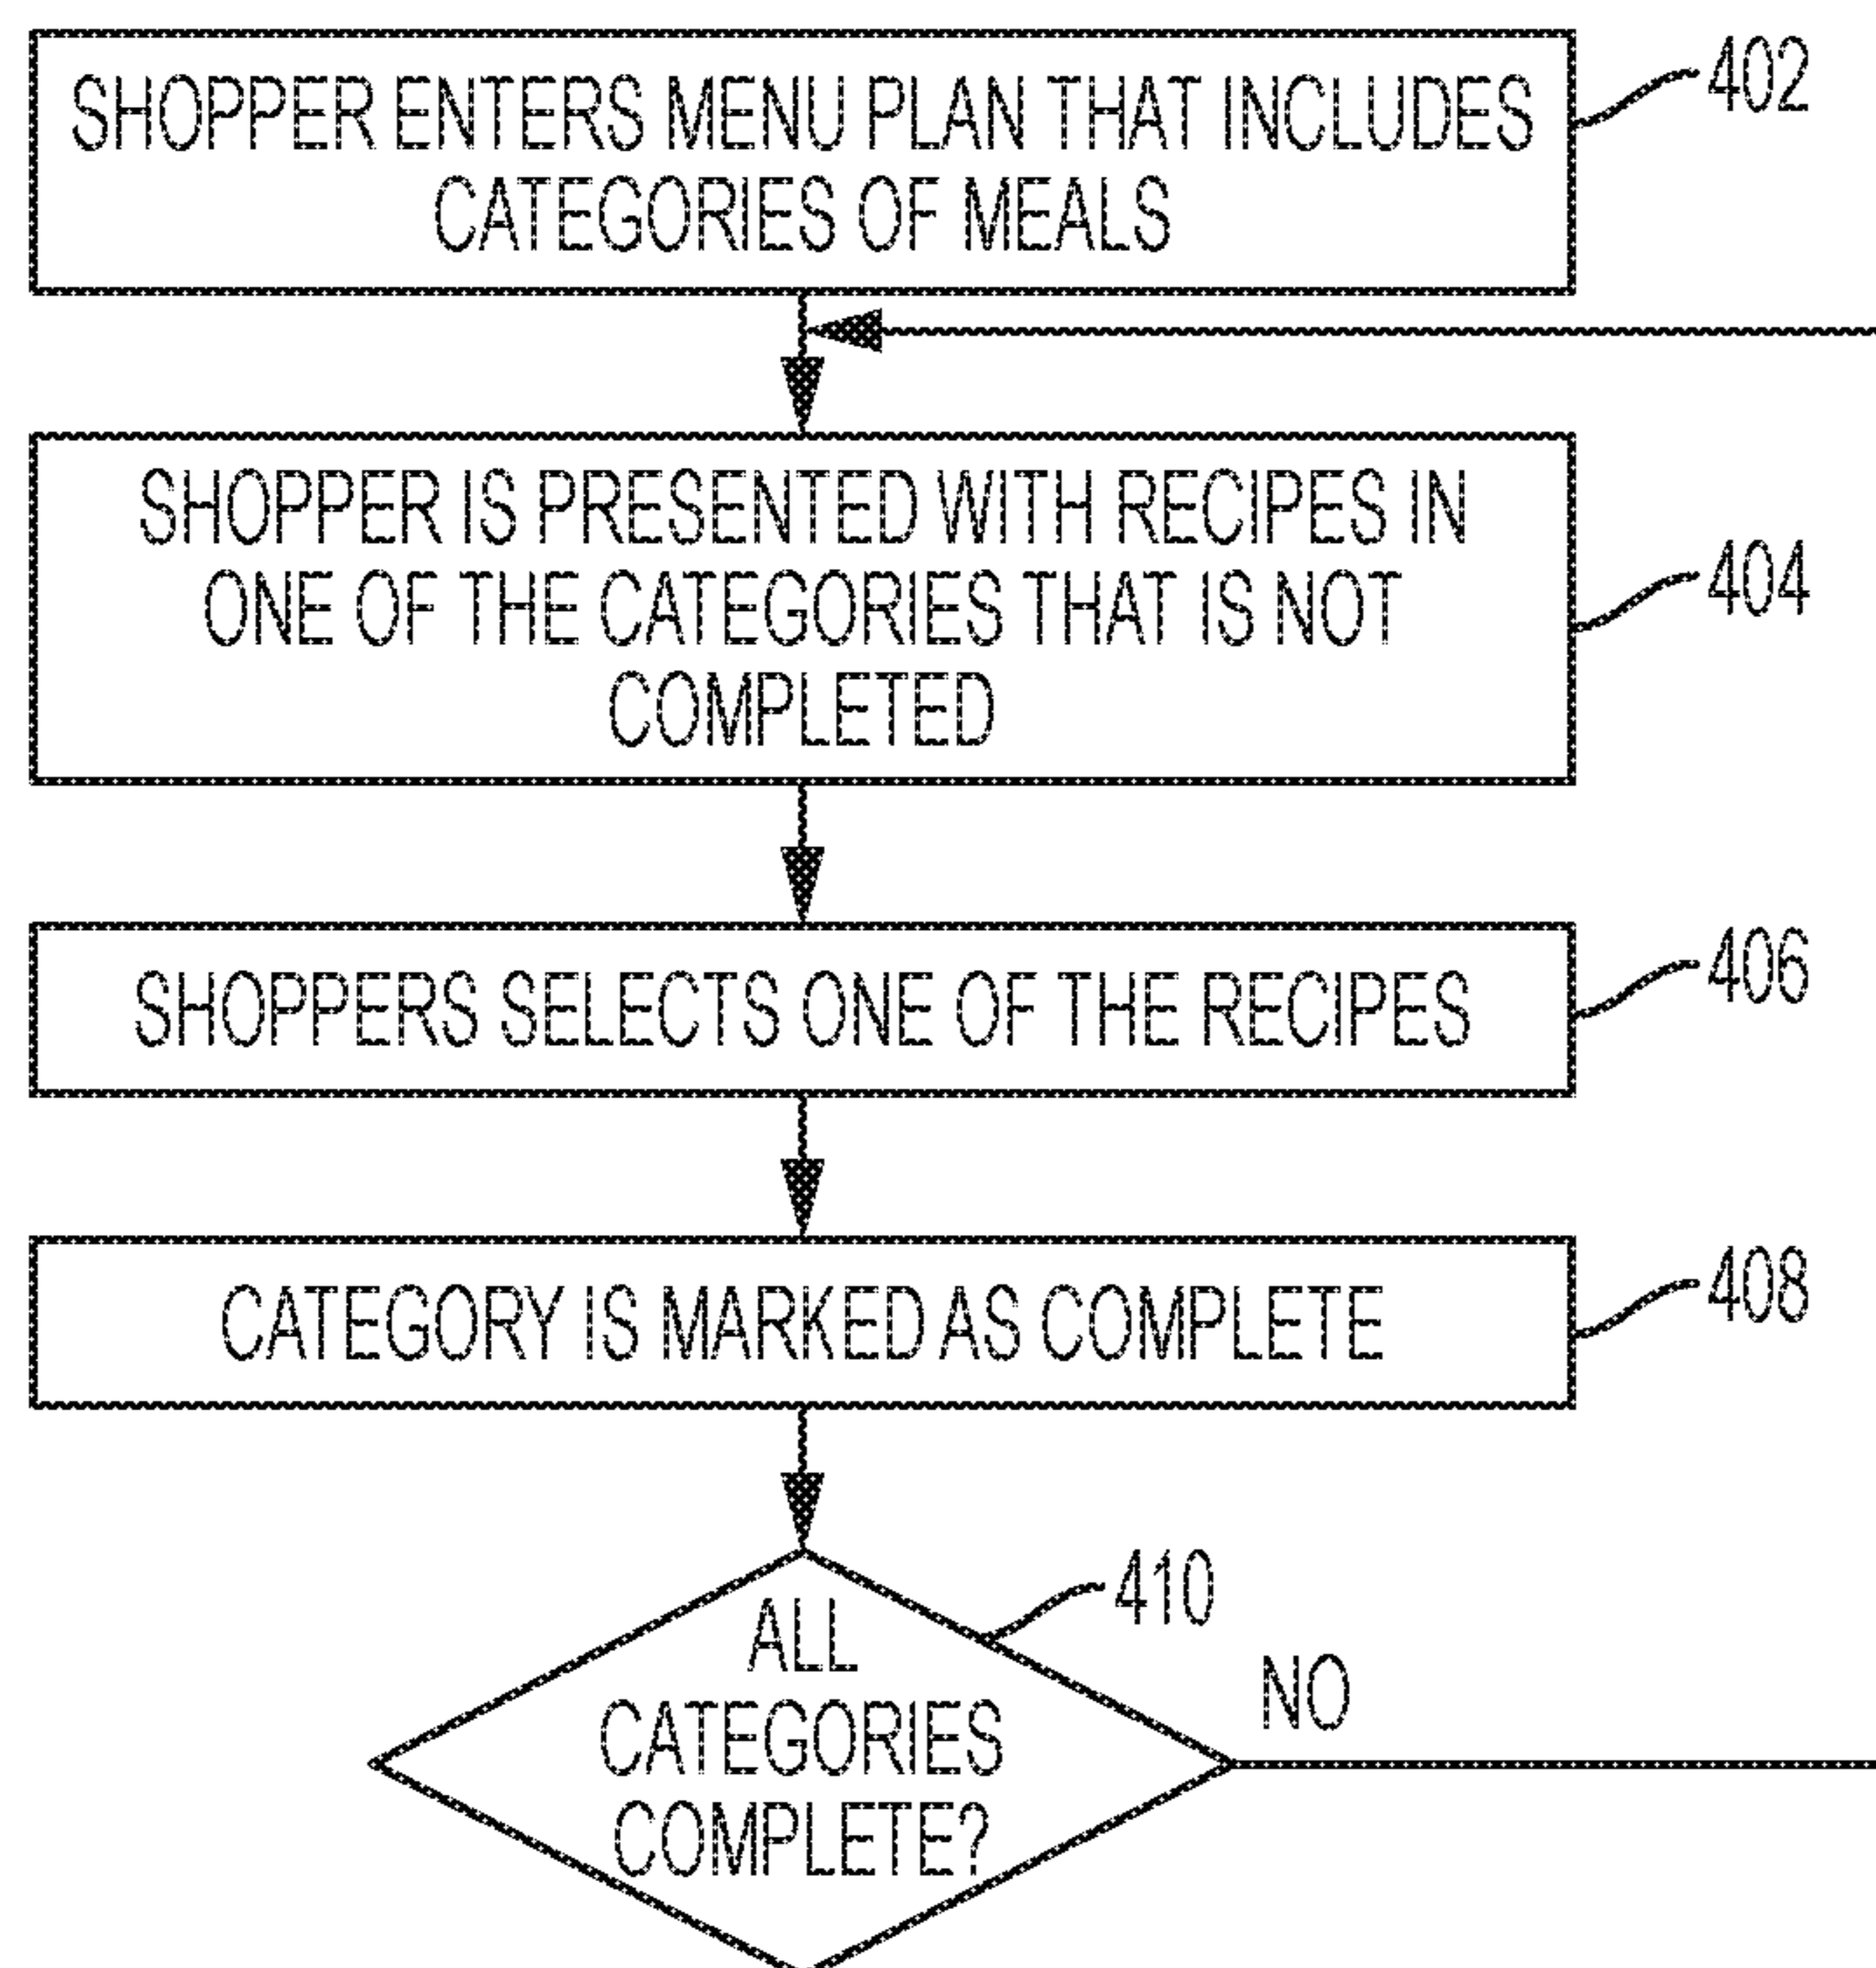 SHOPPER ENTERS MENU PLAN THAT INCLUDES
CATEGORIES OF MEALS
402
SHOPPER IS PRESENTED WITH RECIPES IN
ONE OF THE CATEGORIES THAT IS NOT
COMPLETED
404
SHOPPERS SELECTS ONE OF THE RECIPES
406
CATEGORY IS MARKED AS COMPLETE
408
ALL
CATEGORIES
COMPLETE?
410
NO